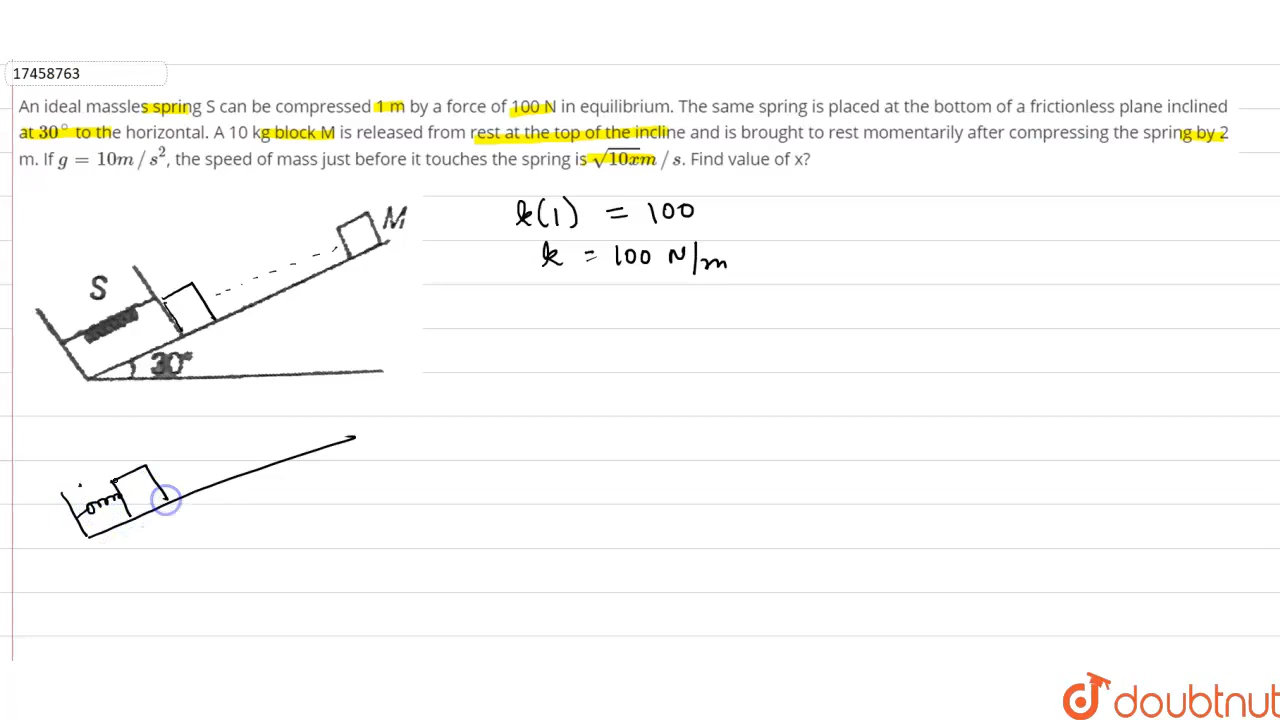 17458763
An ideal massles spring S can be compressed 1 m by a force of 100 N in equilibrium. The same spring is placed at the bottom of a frictionless plane inclined
at 30° to the horizontal. A 10 kg block M is released from rest at the top of the incline and is brought to rest momentarily after compressing the spring by 2
m. If g = 10m/s², the speed of mass just before it touches the spring is √10xm/s. Find value of x?
k(1) = 100
k = 100 N/m
M
S
30°
doubtnut